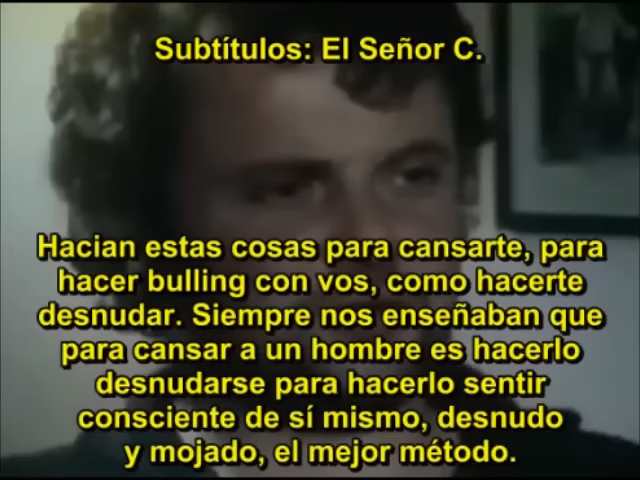 Subtítulos: El Señor C.
Hacian estas cosas para cansarte, para
hacer bulling con vos, como hacerte
desnudar. Siempre nos enseñaban que
para cansar a un hombre es hacerlo
desnudarse para hacerlo sentir
consciente de sí mismo, desnudo
y mojado, el mejor método.